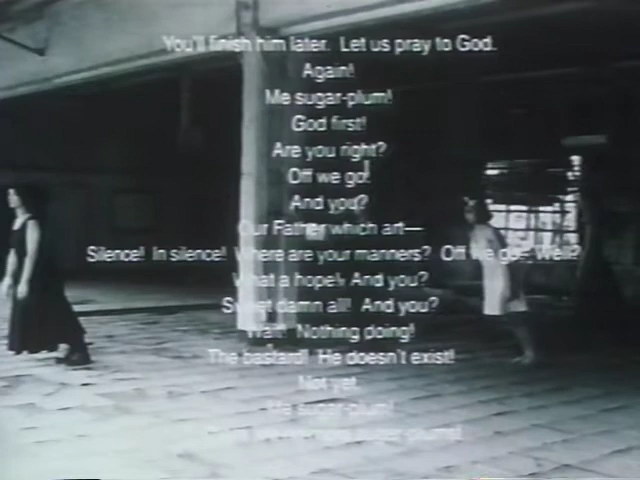 You'll finish him later. Let us pray to God.
Again!
Me sugar-plum!
God first!
Are you right?
Off we go!
And you?
Our Father which art—
Silence! In silence! Where are your manners? Off we go. Well?
What a hope! And you?
Sweet damn all! And you?
Wait! Nothing doing!
The bastard! He doesn't exist!
Not yet.
Me sugar-plum!
sugar-plums!